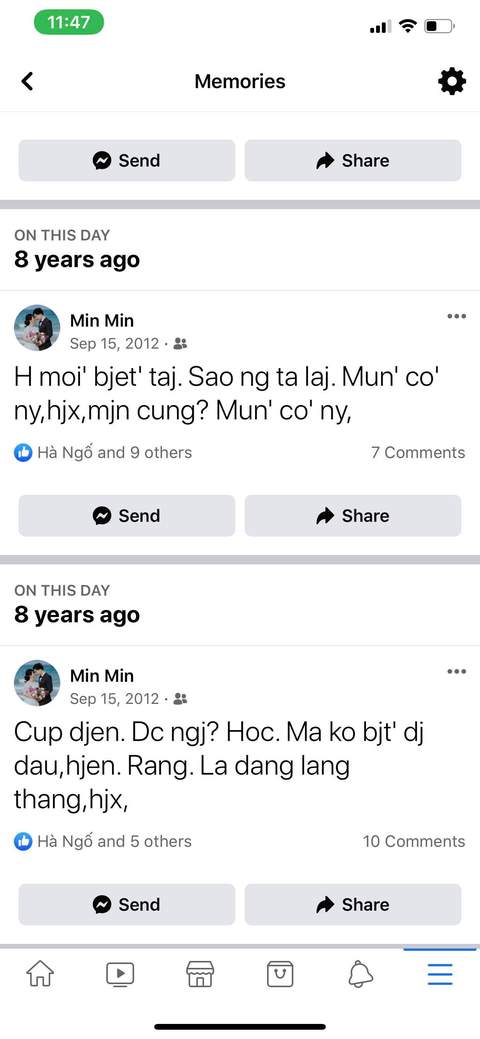 11:47
Memories
Send
Share
ON THIS DAY
8 years ago
Min Min
Sep 15, 2012 ·
H moi' bjet' taj. Sao ng ta laj. Mun' co'
ny,hjx,mjn cung? Mun' co' ny,
Hà Ngố and 9 others
7 Comments
Send
Share
ON THIS DAY
8 years ago
Min Min
Sep 15, 2012 ·
Cup djen. Dc ngj? Hoc. Ma ko bjt' dj
dau,hjen. Rang. La dang lang
thang,hjx,
Hà Ngố and 5 others
10 Comments
Send
Share